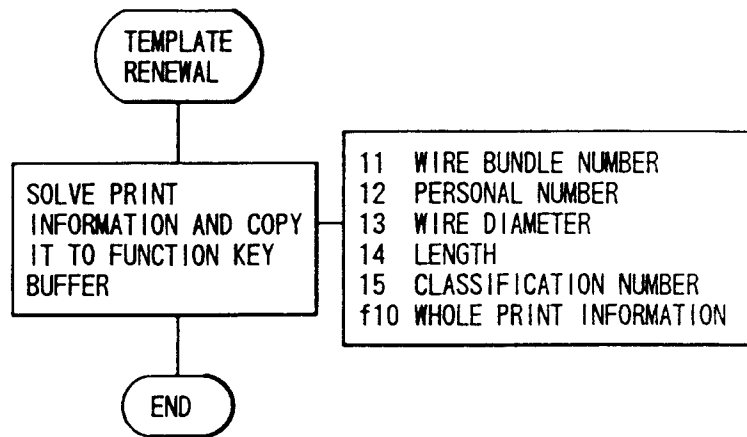 TEMPLATE
RENEWAL
SOLVE PRINT
INFORMATION AND COPY
IT TO FUNCTION KEY
BUFFER
11 WIRE BUNDLE NUMBER
12 PERSONAL NUMBER
13 WIRE DIAMETER
14 LENGTH
15 CLASSIFICATION NUMBER
f10 WHOLE PRINT INFORMATION
END